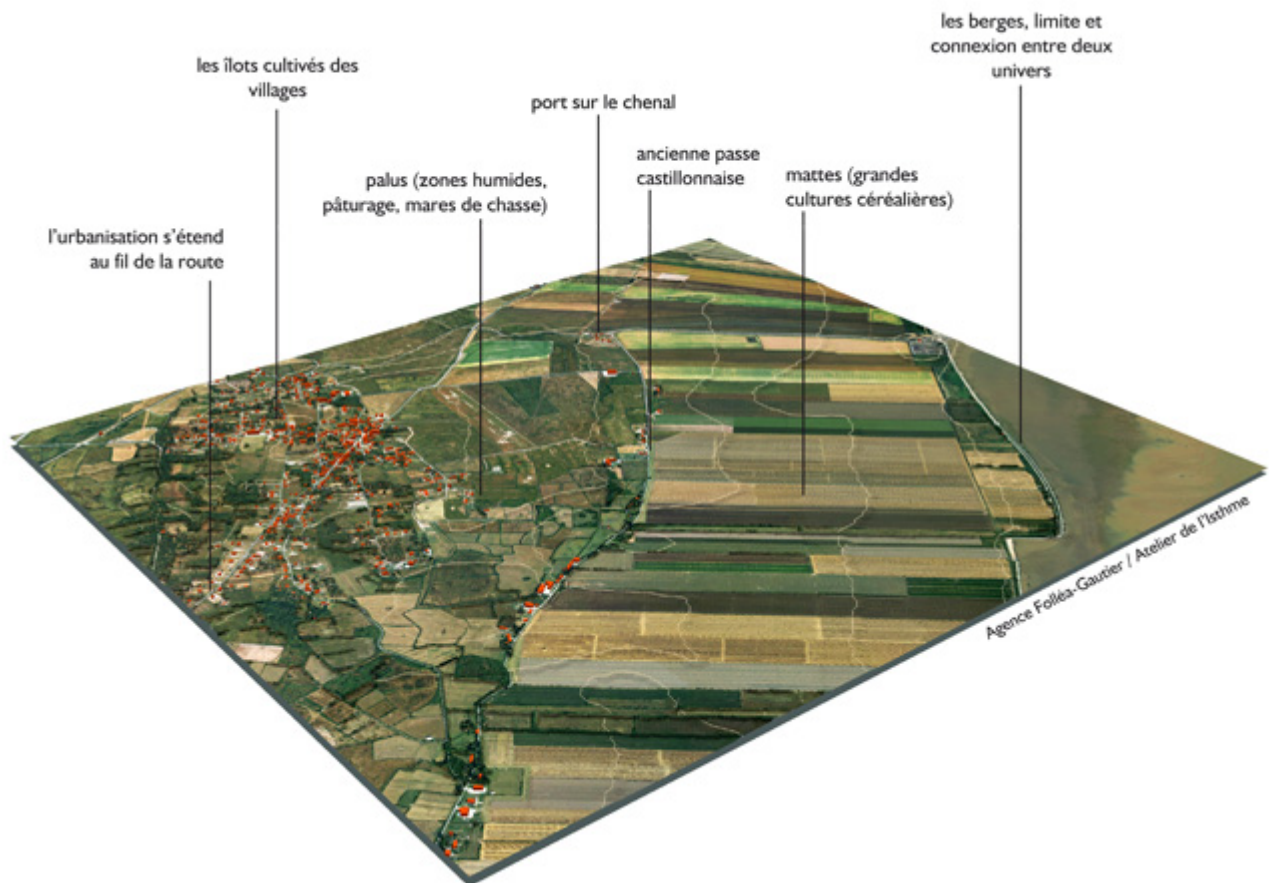 les berges, limite et
connexion entre deux
univers
les îlots cultivés des
villages
port sur le chenal
ancienne passe
castillonnaise
mattes (grandes
cultures céréalières)
palus (zones humides,
pâturage, mares de chasse)
l'urbanisation s'étend
au fil de la route
Agence Folléa-Gautier / Atelier de l'Isthme